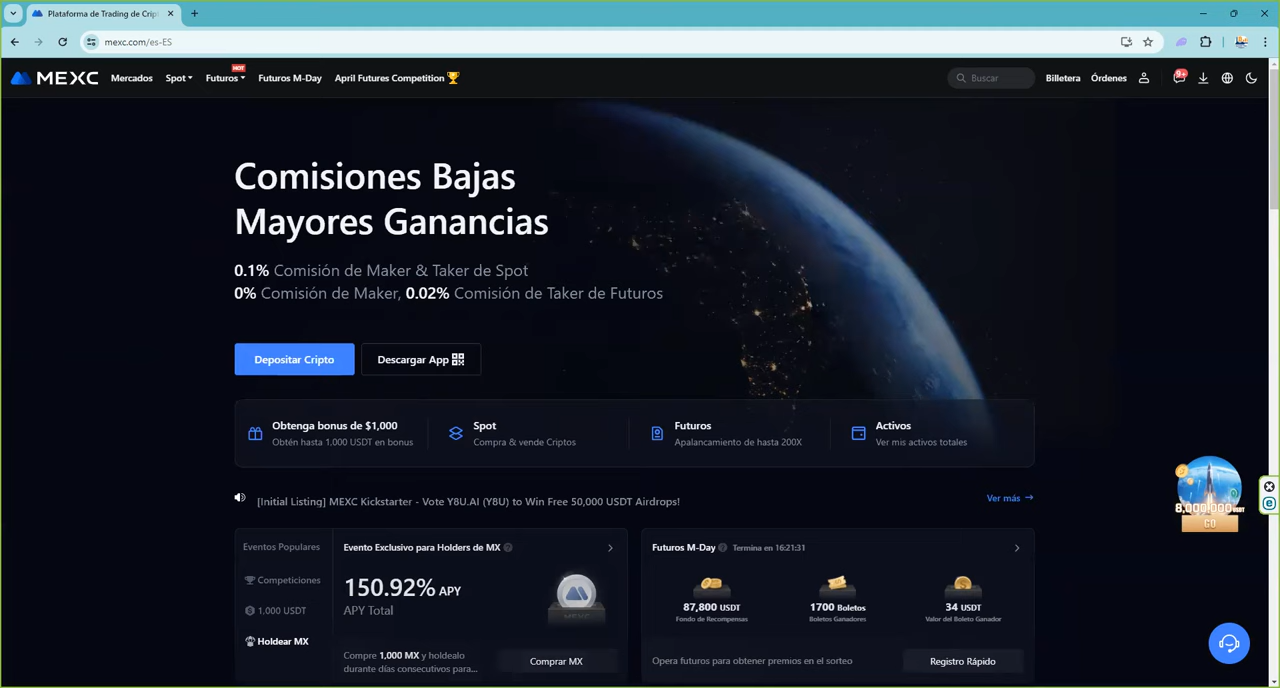 Plataforma de Trading de Crip
mexc.com/es-ES
MEXC
Mercados
Spot
Futuros
HOT
Futuros M-Day
April Futures Competition
Buscar
Billetera
Órdenes
9+
Comisiones Bajas
Mayores Ganancias
0.1% Comisión de Maker & Taker de Spot
0% Comisión de Maker, 0.02% Comisión de Taker de Futuros
Depositar Cripto
Descargar App
Obtenga bonus de $1,000
Obtén hasta 1,000 USDT en bonus
Spot
Compra & vende Criptos
Futuros
Apalancamiento de hasta 200X
Activos
Ver mis activos totales
[Initial Listing] MEXC Kickstarter - Vote Y8U.AI (Y8U) to Win Free 50,000 USDT Airdrops!
Ver más
8,000,000 USDT
GO
Eventos Populares
Competiciones
1,000 USDT
Holdear MX
Evento Exclusivo para Holders de MX
150.92% APY
APY Total
MEXC
Compre 1,000 MX y holdealo
durante días consecutivos para...
Comprar MX
Futuros M-Day
Termina en 16:21:31
87,800 USDT
Fondo de Recompensas
1700 Boletos
Boletos Ganadores
34 USDT
Valor del Boleto Ganador
Opera futuros para obtener premios en el sorteo
Registro Rápido